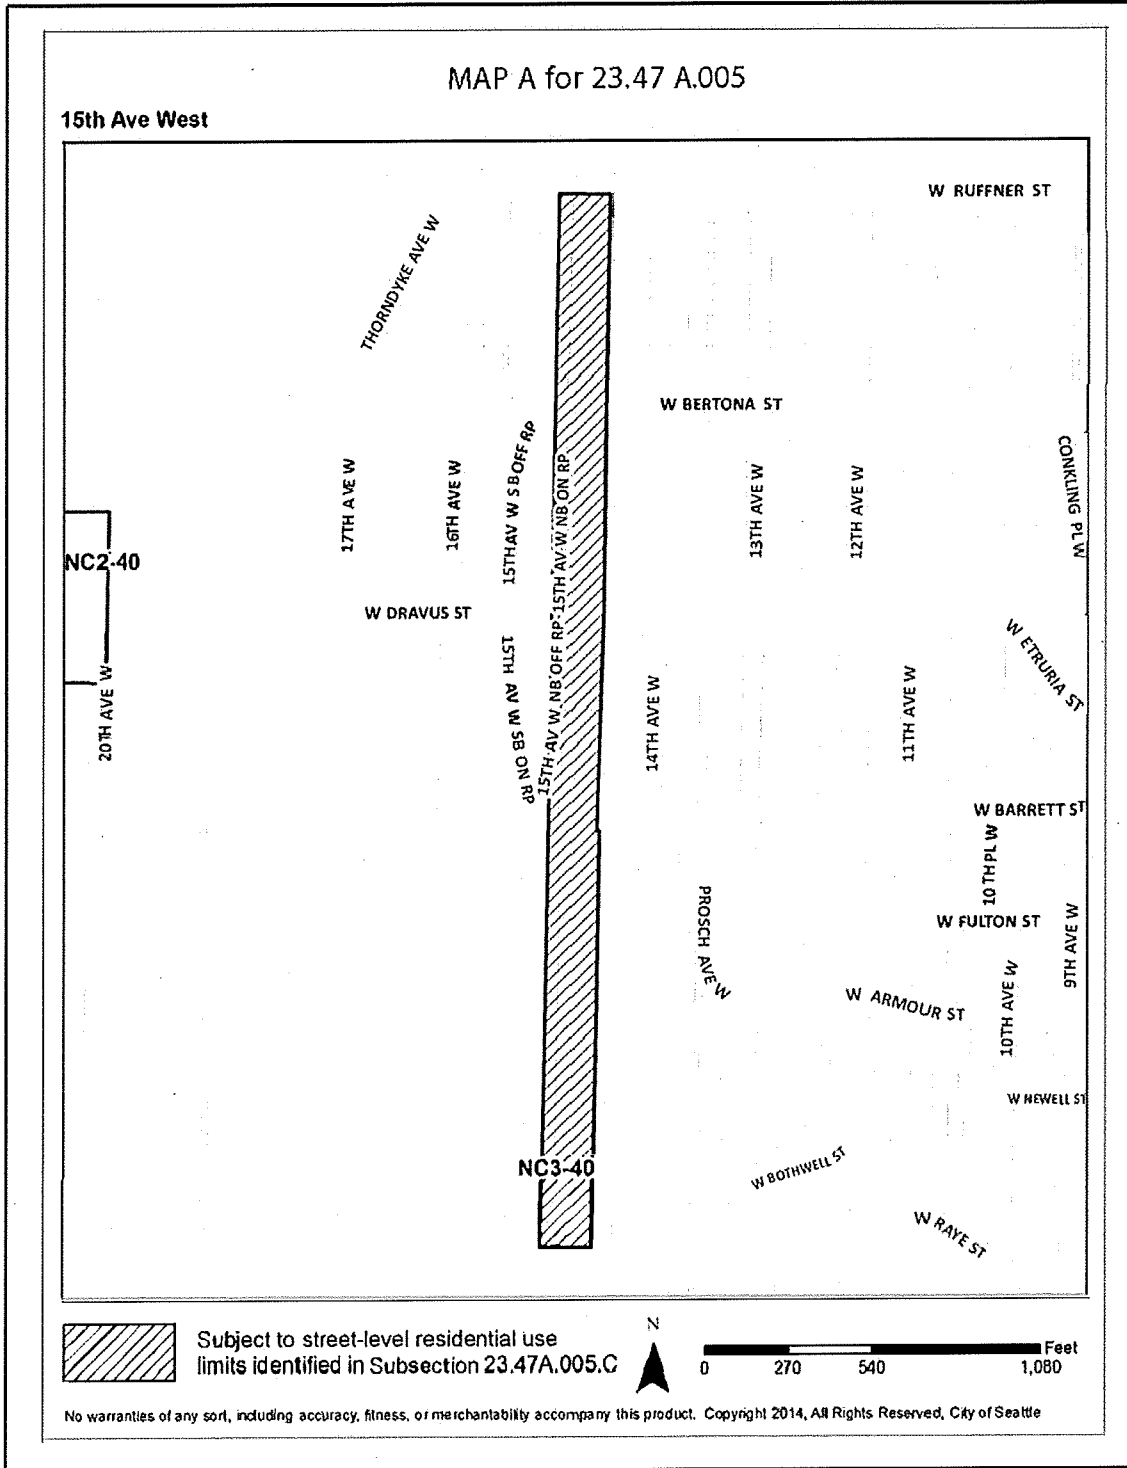 MAP A for 23.47 A.005
15th Ave West
W RUFFNER ST
THORNDYKE AVE W
W BERTONA ST
15TH AV W SB OFF RP
15TH AV W NB ON RP
CONKLING PL W
17TH AVE W
16TH AVE W
13TH AVE W
12TH AVE W
NC2-40
W DRAVUS ST
W ETRURIA ST
15TH AV W SB ON RP
15TH AV W NB OFF RP
20TH AVE W
14TH AVE W
11TH AVE W
W BARRETT ST
10TH PL W
PROSCH AVE W
W FULTON ST
9TH AVE W
W ARMOUR ST
10TH AVE W
W NEWELL ST
NC3-40
W BOTHWELL ST
W RAYE ST
Subject to street-level residential use
limits identified in Subsection 23.47A.005.C
N
Feet
0 270 540 1,080
No warranties of any sort, including accuracy, fitness, or merchantability accompany this product. Copyright 2014, All Rights Reserved, City of Seattle